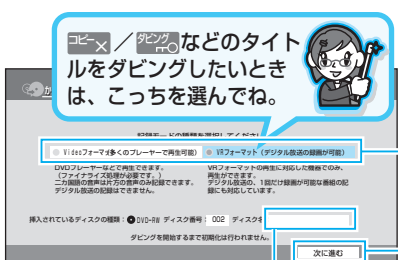 コピー× ／ ダビング○ などのタイト
ルをダビングしたいとき
は、こっちを選んでね。
か
記録モードの種類を選択してください
Videoフォーマット(多くのプレーヤーで再生可能)
VRフォーマット（デジタル放送の録画が可能）
DVDプレーヤーなどで再生できます。
(ファイナライズ処理が必要です。)
二カ国語の音声は片方の音声のみ記録できます。
デジタル放送の記録はできません。
VRフォーマットの再生に対応した機器でのみ、
再生ができます。
デジタル放送の、1回だけ録画が可能な番組の記
録にも対応しています。
挿入されているディスクの種類：DVD-RW ディスク番号：002 ディスク名
ダビングを開始するまで初期化は行われません。
次に進む